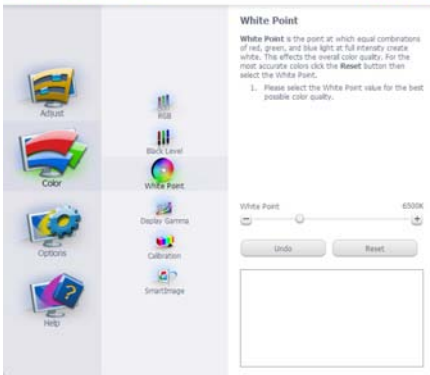 Adjust
Color
Options
Help
RGB
Black Level
White Point
Display Gamma
Calibration
SmartImage
White Point
White Point is the point at which equal combinations
of red, green, and blue light at full intensity create
white. This effects the overall color quality. For the
most accurate colors click the Reset button then
select the White Point.
1. Please select the White Point value for the best
possible color quality.
White Point 6500K
Undo Reset